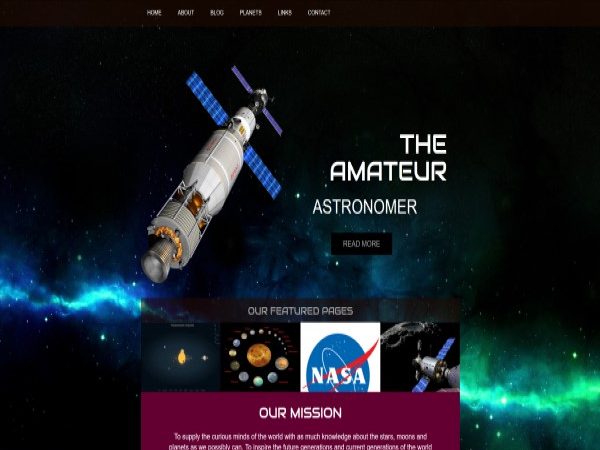 HOME ABOUT BLOG PLANETS LINKS CONTACT
THE
AMATEUR
ASTRONOMER
READ MORE
OUR FEATURED PAGES
NASA
OUR MISSION
To supply the curious minds of the world with as much knowledge about the stars, moons and
planets as we possibly can. To inspire the future generations and current generations of the world